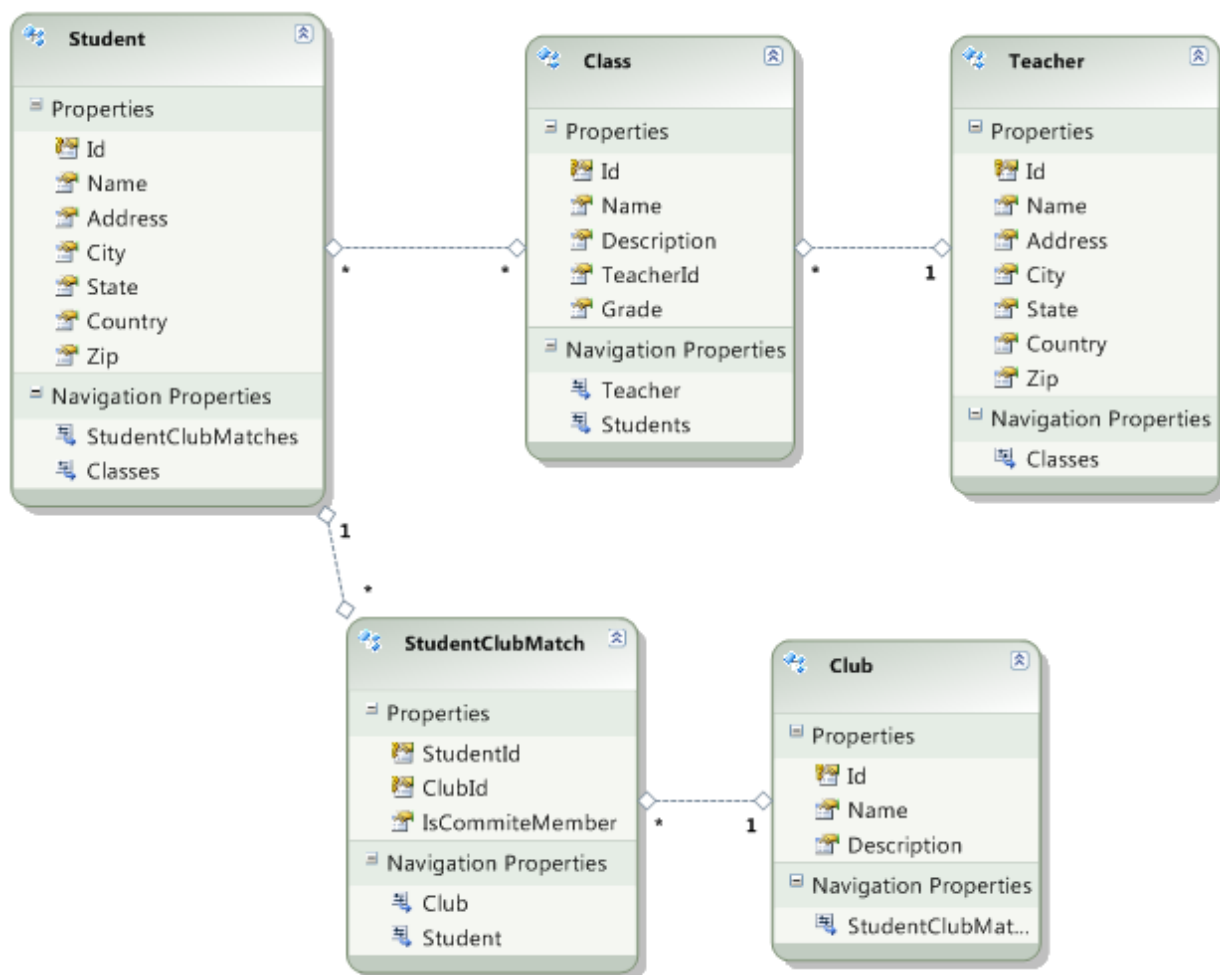 Student
Properties
Id
Name
Address
City
State
Country
Zip
Navigation Properties
StudentClubMatches
Classes
Class
Properties
Id
Name
Description
TeacherId
Grade
Navigation Properties
Teacher
Students
Teacher
Properties
Id
Name
Address
City
State
Country
Zip
Navigation Properties
Classes
* *
* 1
1
*
StudentClubMatch
Properties
StudentId
ClubId
IsCommiteMember
Navigation Properties
Club
Student
* 1
Club
Properties
Id
Name
Description
Navigation Properties
StudentClubMat...